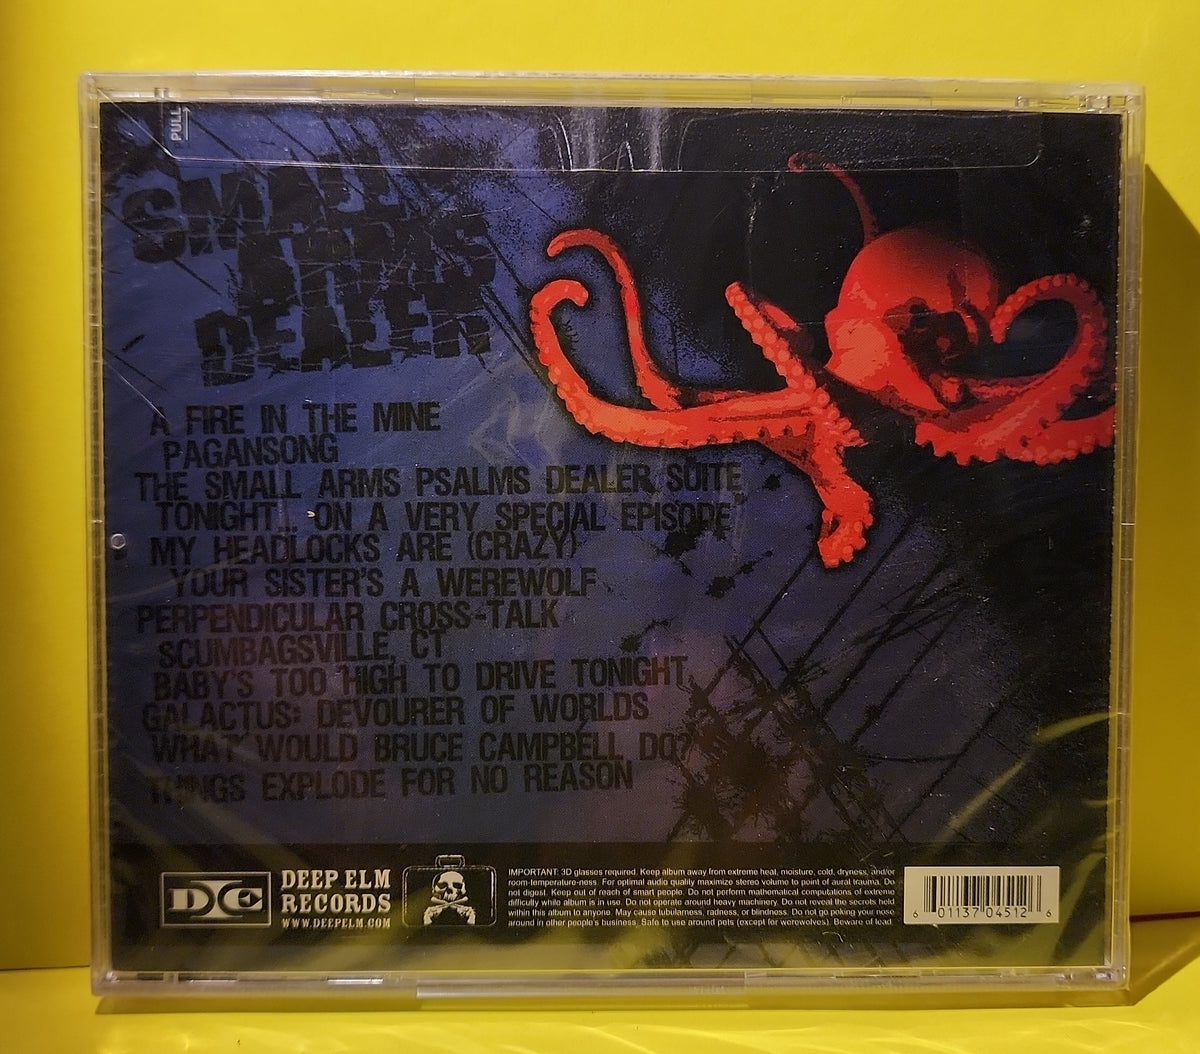 PULL
SMALL
ARMS
DEALER
A FIRE IN THE MINE
PAGANSONG
THE SMALL ARMS PSALMS DEALER SUITE
TONIGHT... ON A VERY SPECIAL EPISODE
MY HEADLOCKS ARE (CRAZY)
YOUR SISTER'S A WEREWOLF
PERPENDICULAR CROSS-TALK
SCUMBAGSVILLE, CT
BABY'S TOO HIGH TO DRIVE TONIGHT
GALACTUS: DEVOURER OF WORLDS
WHAT WOULD BRUCE CAMPBELL DO?
THINGS EXPLODE FOR NO REASON
DE
DEEP ELM
RECORDS
WWW.DEEPELM.COM
IMPORTANT: 3D glasses required. Keep album away from extreme heat, moisture, cold, dryness, and/or
room-temperature-ness. For optimal audio quality maximize stereo volume to point of aural trauma. Do
not digest. Keep out of reach of smart people. Do not perform mathematical computations of extreme
difficulty while album is in use. Do not operate around heavy machinery. Do not reveal the secrets held
within this album to anyone. May cause tubularness, radness, or blindness. Do not go poking your nose
around in other people's business. Safe to use around pets (except for werewolves). Beware of lead.
6 01137 04512 6